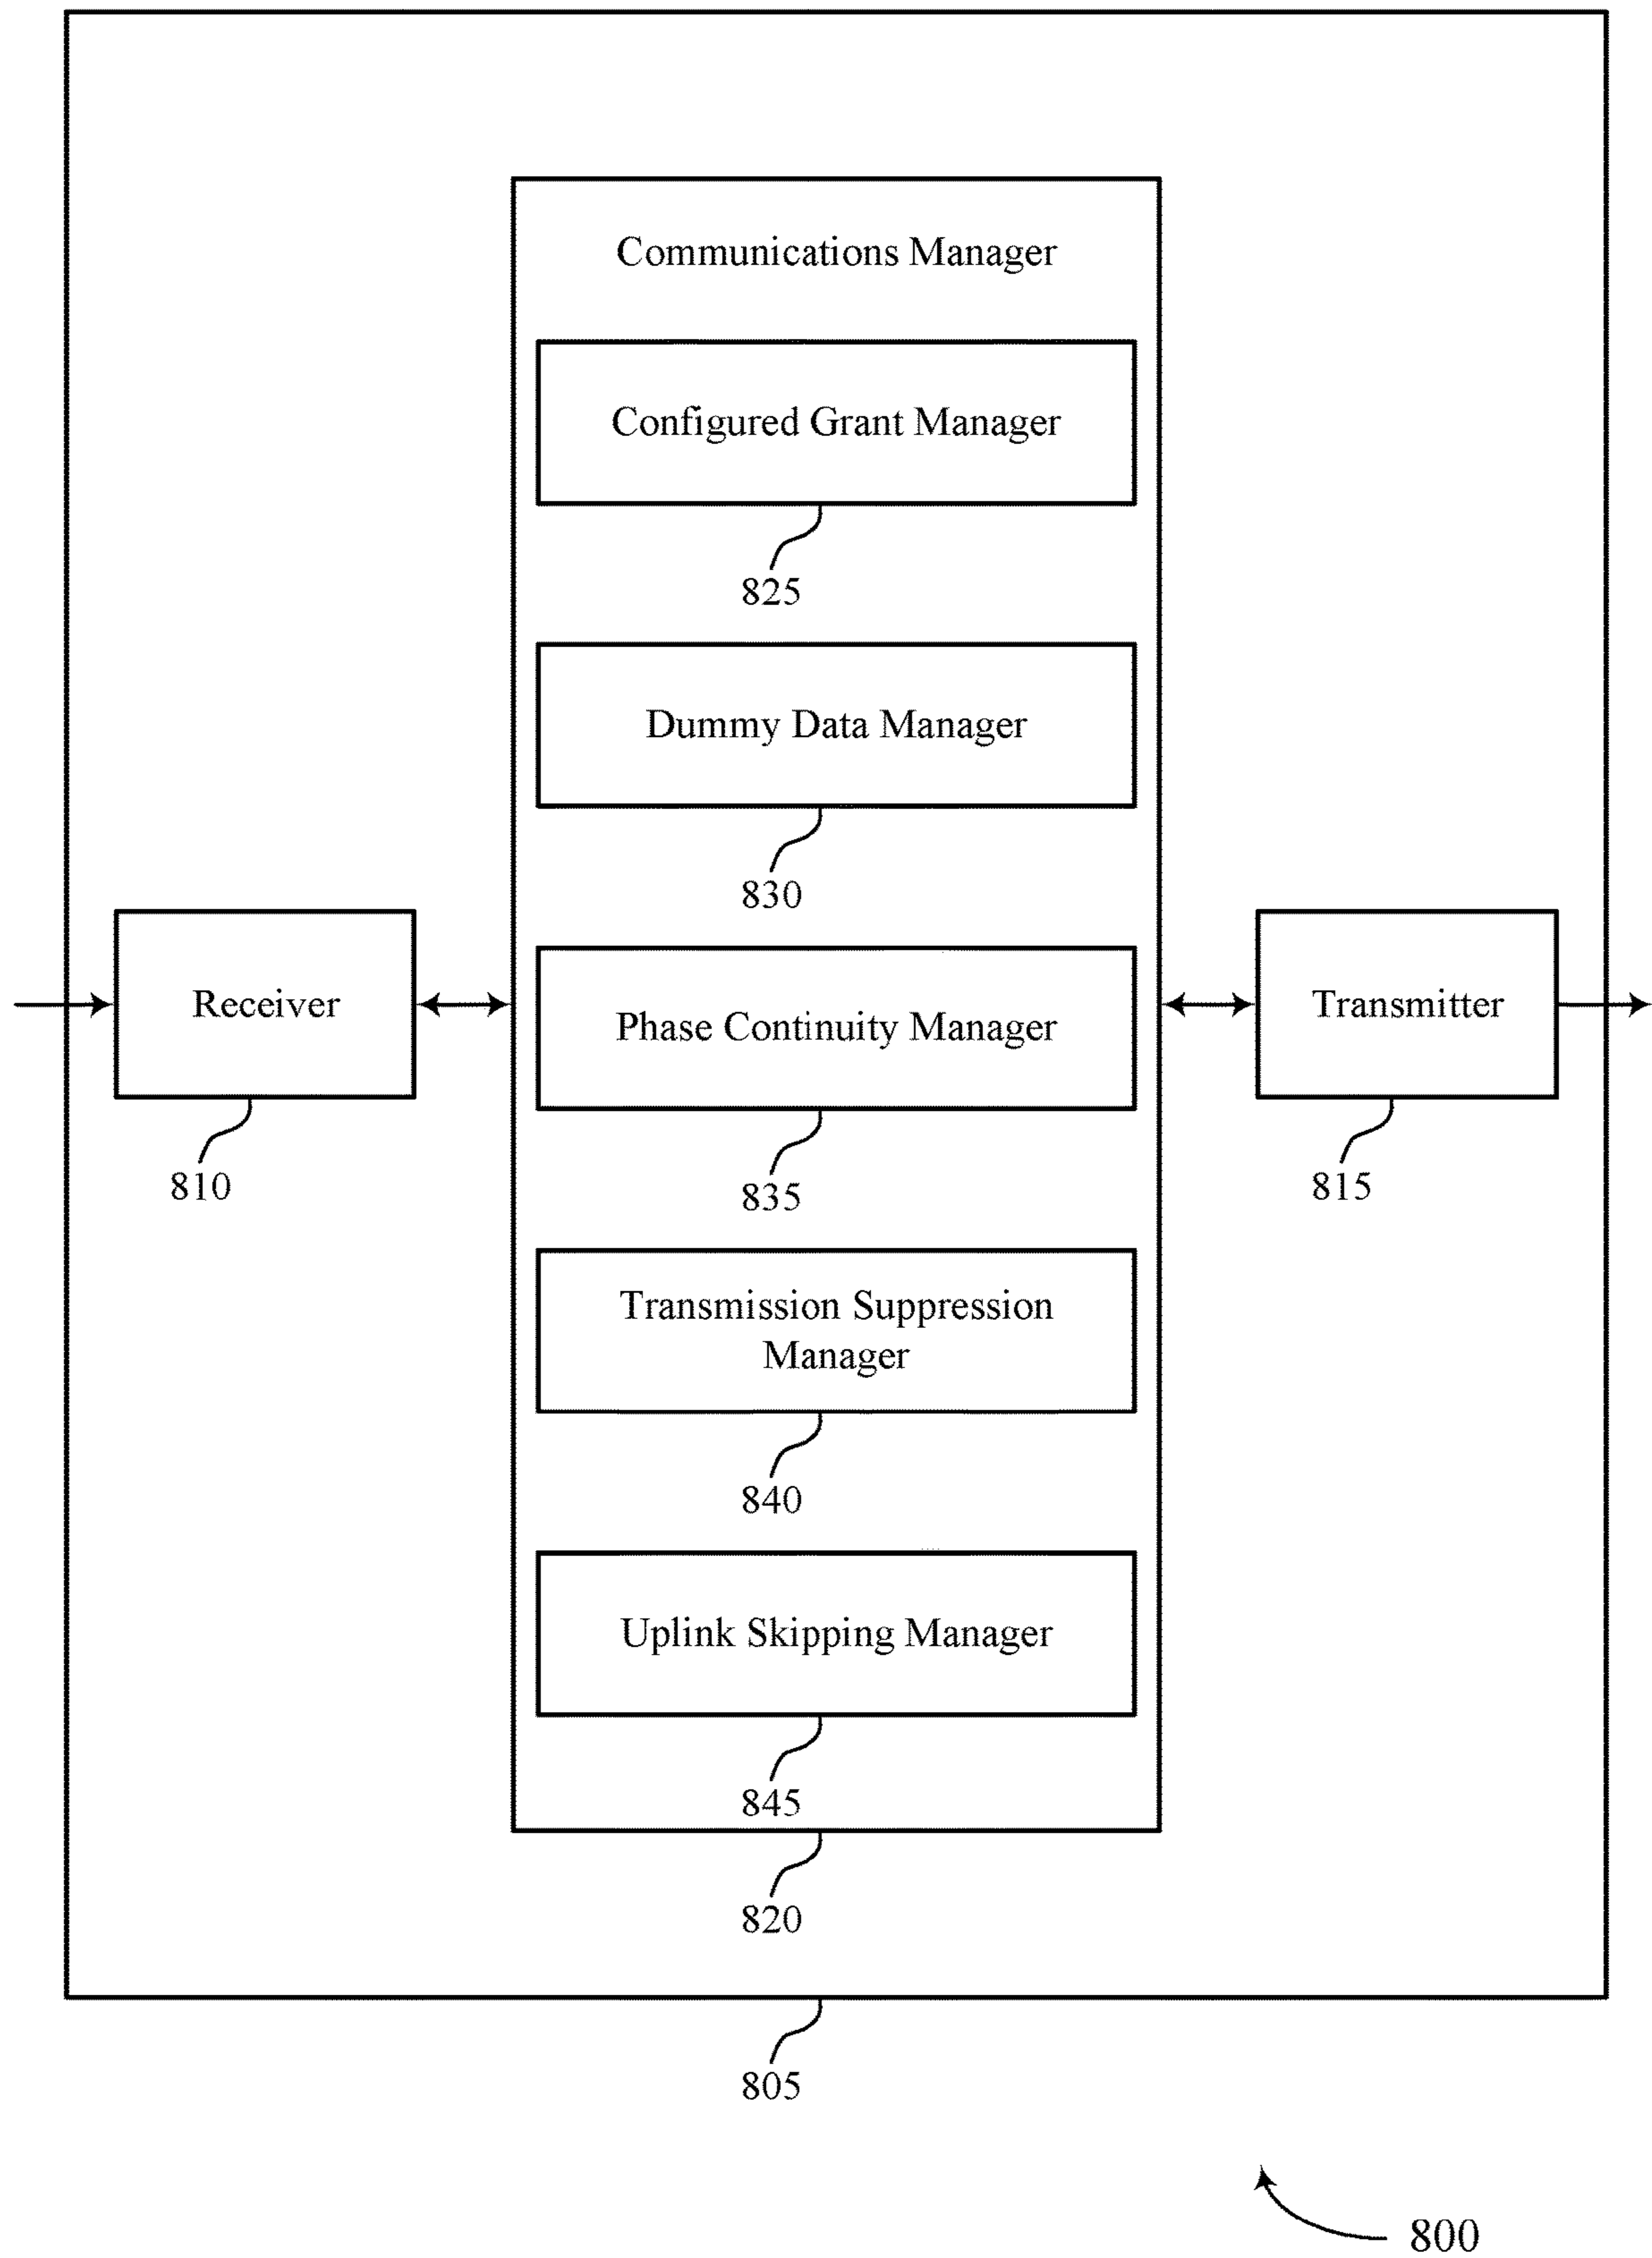 Communications Manager
Configured Grant Manager
825
Dummy Data Manager
830
Receiver
810
Phase Continuity Manager
835
Transmitter
815
Transmission Suppression
Manager
840
Uplink Skipping Manager
845
820
805
800